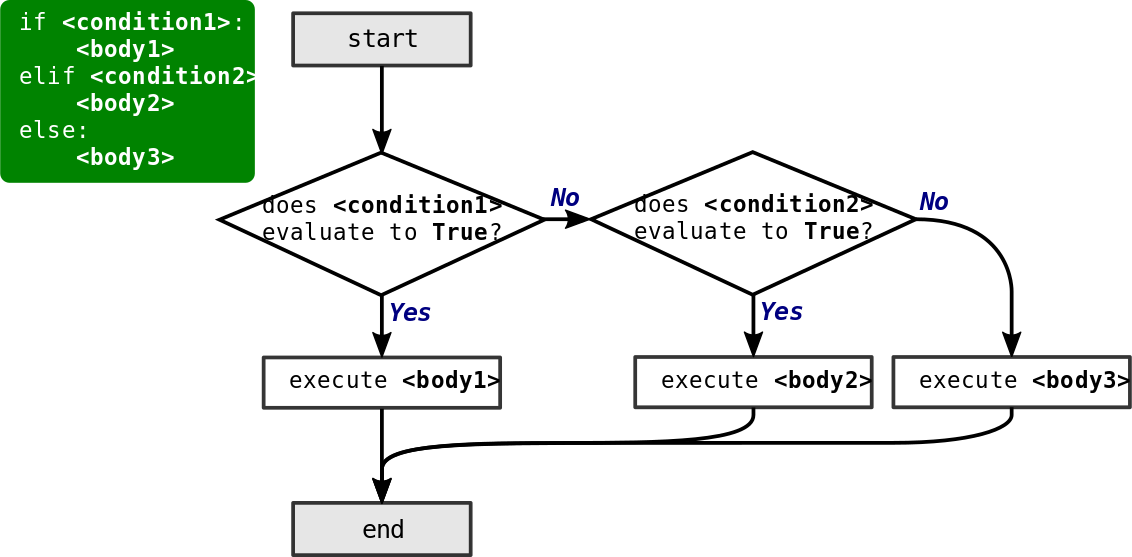 if <condition1>:
    <body1>
elif <condition2>
    <body2>
else:
    <body3>
start
does <condition1>
evaluate to True?
No
does <condition2>
evaluate to True?
No
Yes
Yes
execute <body1>
execute <body2>
execute <body3>
end